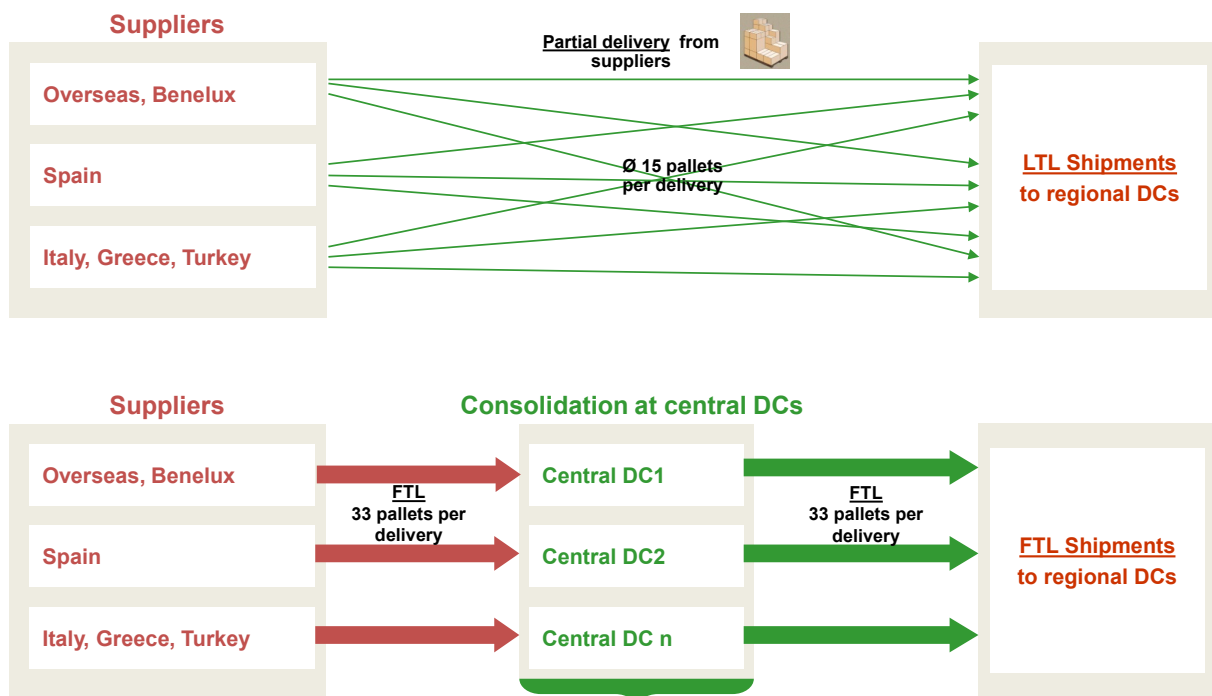 Suppliers
Partial delivery from
suppliers
Overseas, Benelux
Spain
Italy, Greece, Turkey
Ø 15 pallets
per delivery
LTL Shipments
to regional DCs
Suppliers
Consolidation at central DCs
Overseas, Benelux
Spain
Italy, Greece, Turkey
FTL
33 pallets per
delivery
Central DC1
Central DC2
Central DC n
FTL
33 pallets per
delivery
FTL Shipments
to regional DCs